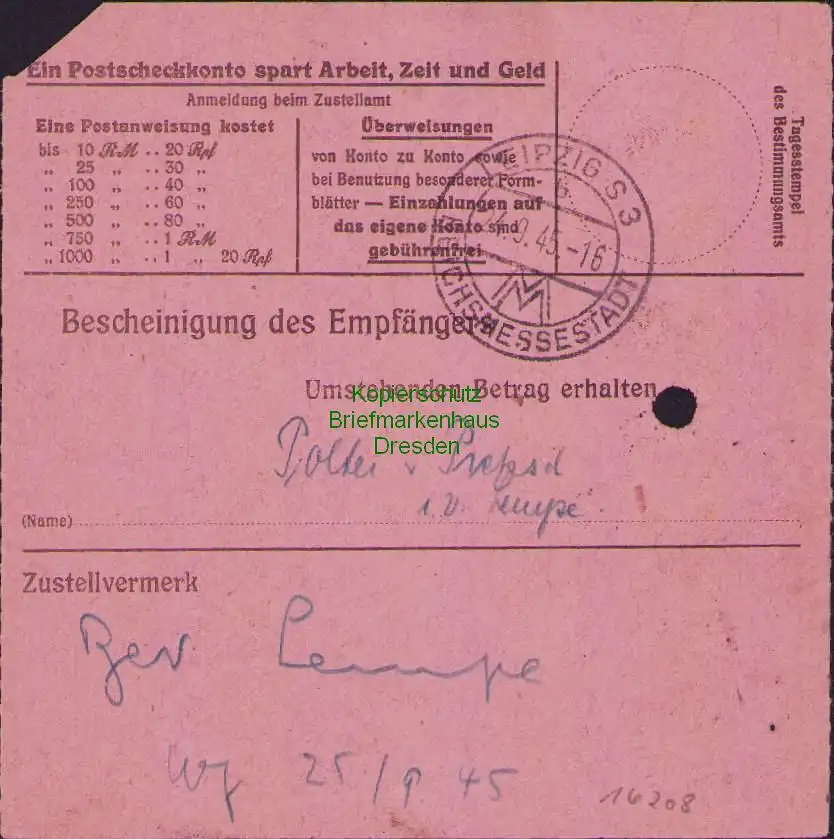 Ein Postscheckkonto spart Arbeit, Zeit und Geld
Anmeldung beim Zustellamt
Eine Postanweisung kostet
bis 10 RM .. 20 Rpf
„ 25 „ .. 30 „
„ 100 „ .. 40 „
„ 250 „ .. 60 „
„ 500 „ .. 80 „
„ 750 „ .. 1 RM
„ 1000 „ .. 1 „ 20 Rpf
Überweisungen
von Konto zu Konto sowie
bei Benutzung besonderer Form-
blätter — Einzahlungen auf
das eigene Konto sind
gebührenfrei
Tagesstempel
des Bestimmungsamts
LEIPZIG S 3
24.9.45.-16
REICHSMESSESTADT
Bescheinigung des Empfängers
Umstehenden Betrag erhalten
Kopierschutz
Briefmarkenhaus
Dresden
i.V. Lempe.
(Name)
Zustellvermerk
Bev Lempe
25/9.45
16208